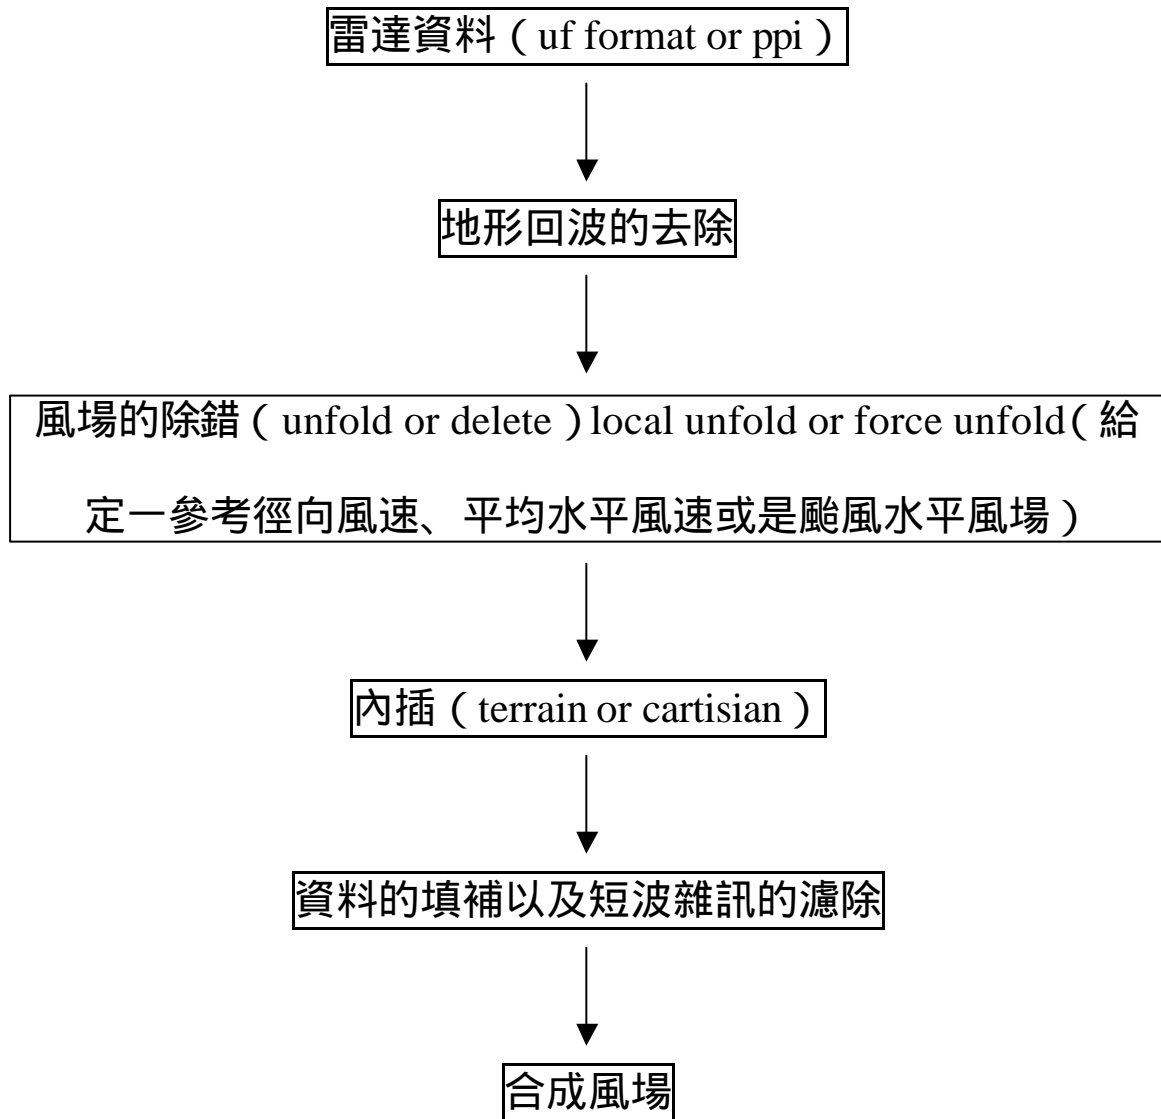 雷達資料（uf format or ppi）
地形回波的去除
風場的除錯（unfold or delete）local unfold or force unfold（給
定一參考徑向風速、平均水平風速或是颱風水平風場）
內插（terrain or cartisian）
資料的填補以及短波雜訊的濾除
合成風場